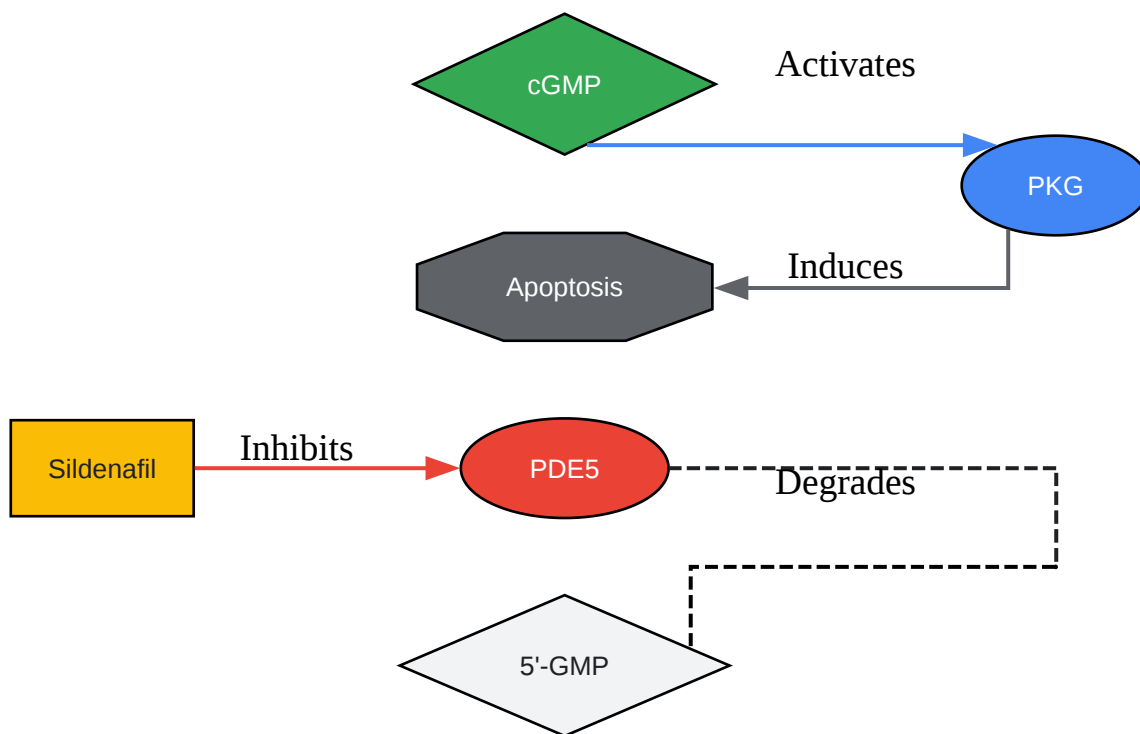 cGMP
Activates
PKG
Apoptosis
Induces
Sildenafil
Inhibits
PDE5
Degrades
5'-GMP